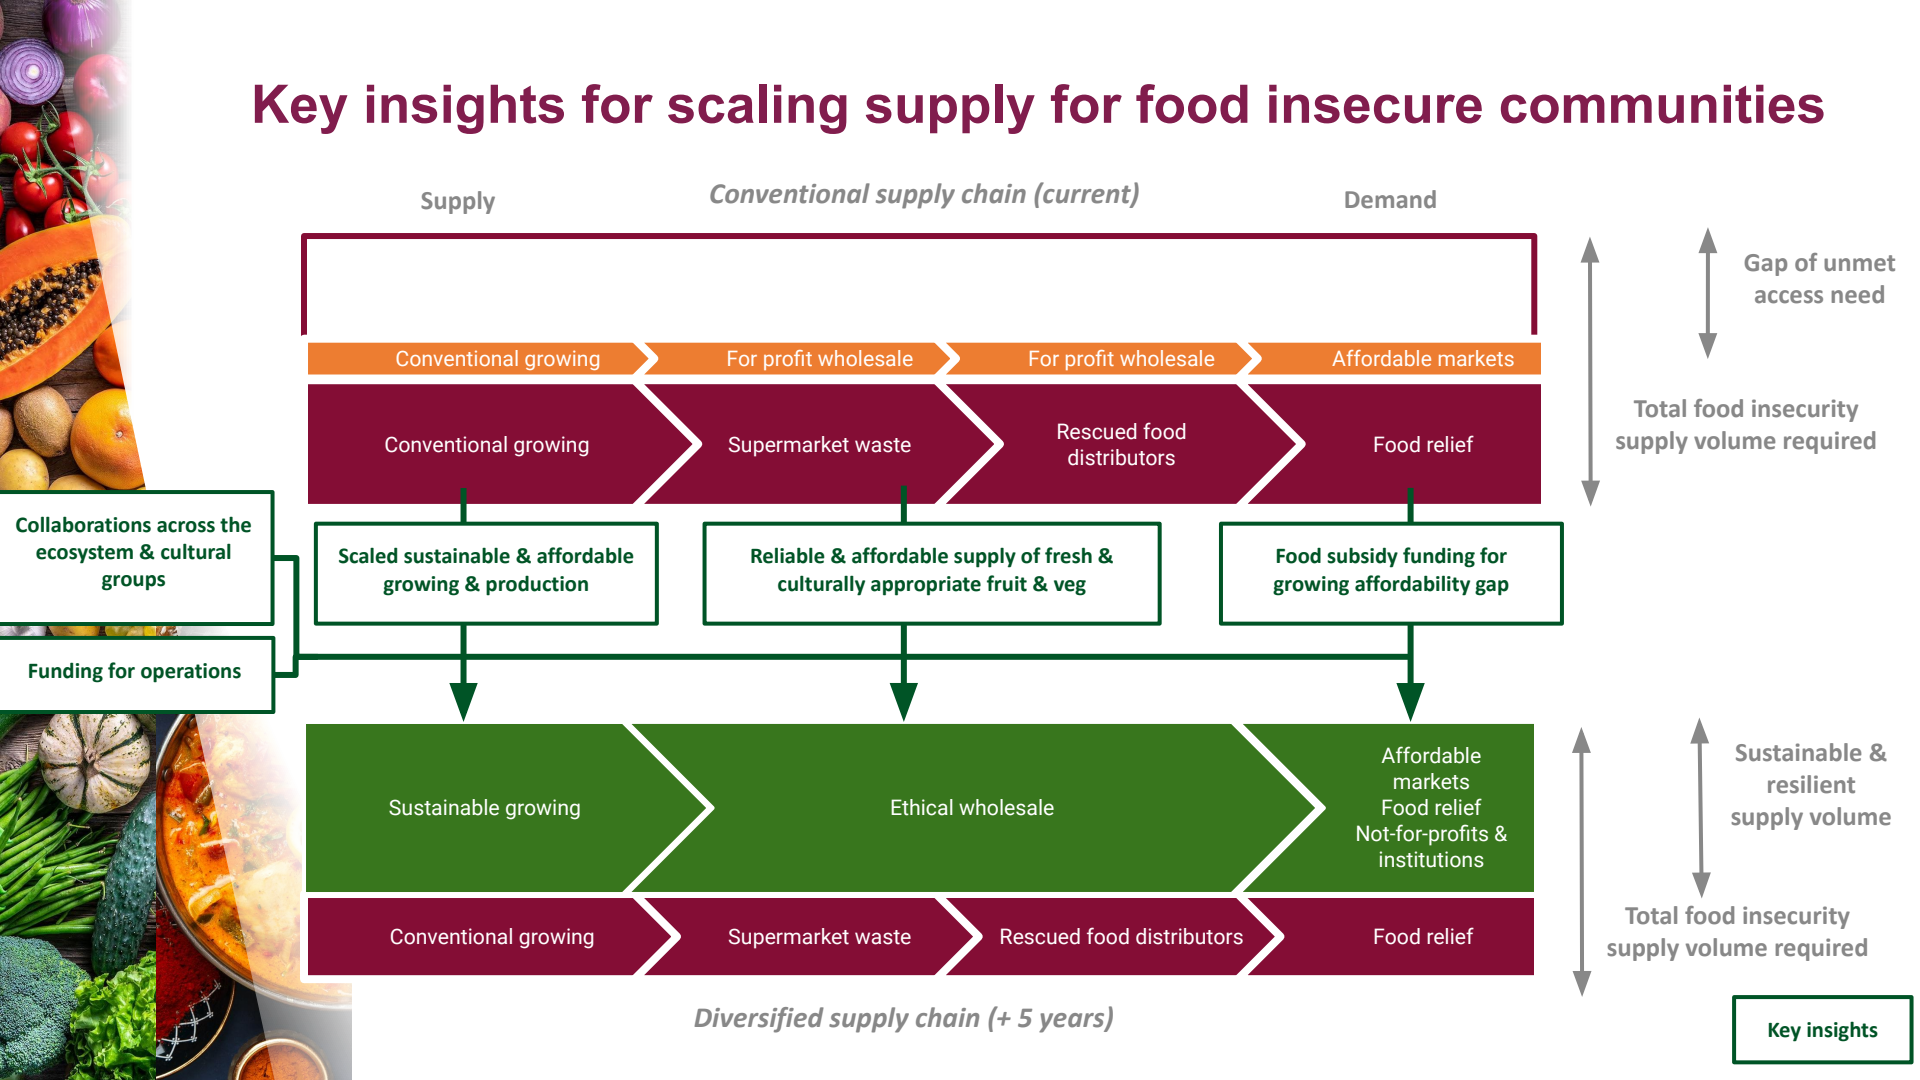 Key insights for scaling supply for food insecure communities
Supply
Conventional supply chain (current)
Demand
Gap of unmet
access need
Conventional growing
For profit wholesale
For profit wholesale
Affordable markets
Total food insecurity
supply volume required
Conventional growing
Supermarket waste
Rescued food
distributors
Food relief
Collaborations across the
ecosystem & cultural
groups
Scaled sustainable & affordable
growing & production
Reliable & affordable supply of fresh &
culturally appropriate fruit & veg
Food subsidy funding for
growing affordability gap
Funding for operations
Sustainable growing
Ethical wholesale
Affordable
markets
Food relief
Not-for-profits &
institutions
Sustainable &
resilient
supply volume
Conventional growing
Supermarket waste
Rescued food distributors
Food relief
Total food insecurity
supply volume required
Diversified supply chain (+ 5 years)
Key insights